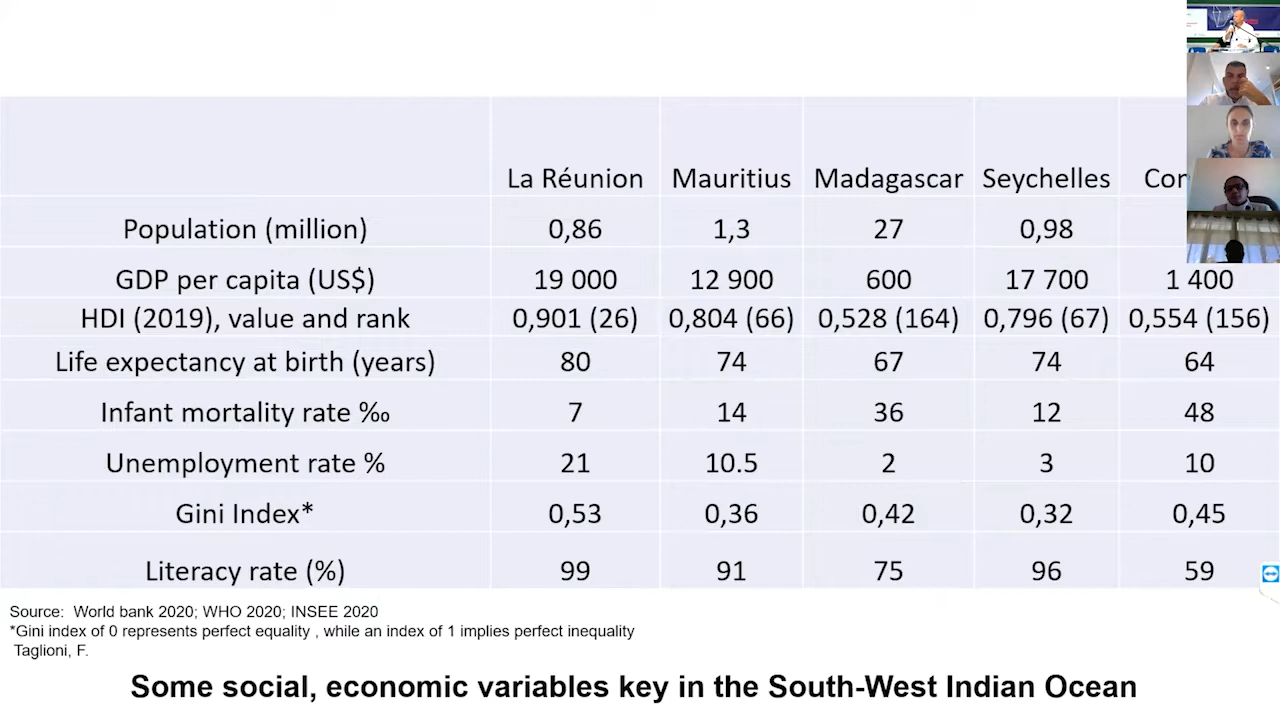 La Réunion Mauritius Madagascar Seychelles
Population (million) 0,86 1,3 27 0,98
GDP per capita (US$) 19 000 12 900 600 17 700 1 400
HDI (2019), value and rank 0,901 (26) 0,804 (66) 0,528 (164) 0,796 (67) 0,554 (156)
Life expectancy at birth (years) 80 74 67 74 64
Infant mortality rate ‰ 7 14 36 12 48
Unemployment rate % 21 10.5 2 3 10
Gini Index* 0,53 0,36 0,42 0,32 0,45
Literacy rate (%) 99 91 75 96 59
Source: World bank 2020; WHO 2020; INSEE 2020
*Gini index of 0 represents perfect equality , while an index of 1 implies perfect inequality
Taglioni, F.
Some social, economic variables key in the South-West Indian Ocean